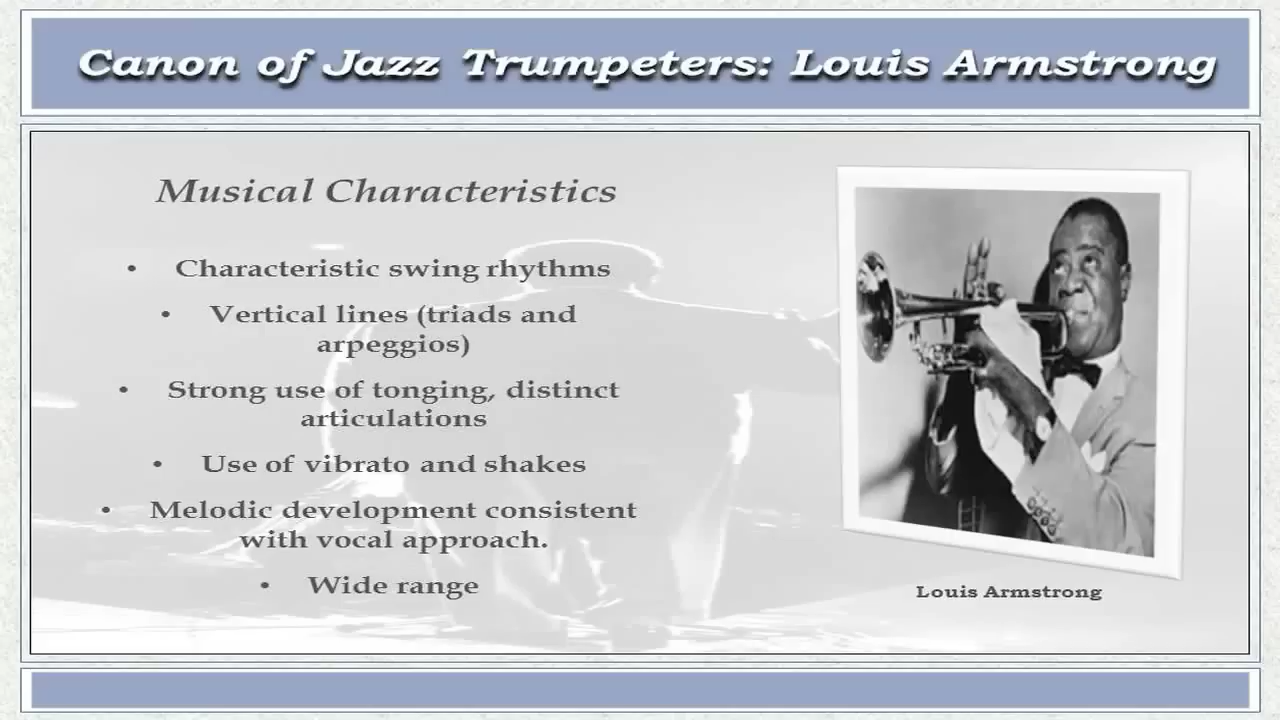 Canon of Jazz Trumpeters: Louis Armstrong
Musical Characteristics
• Characteristic swing rhythms
• Vertical lines (triads and
arpeggios)
• Strong use of tonging, distinct
articulations
• Use of vibrato and shakes
• Melodic development consistent
with vocal approach.
• Wide range
Louis Armstrong